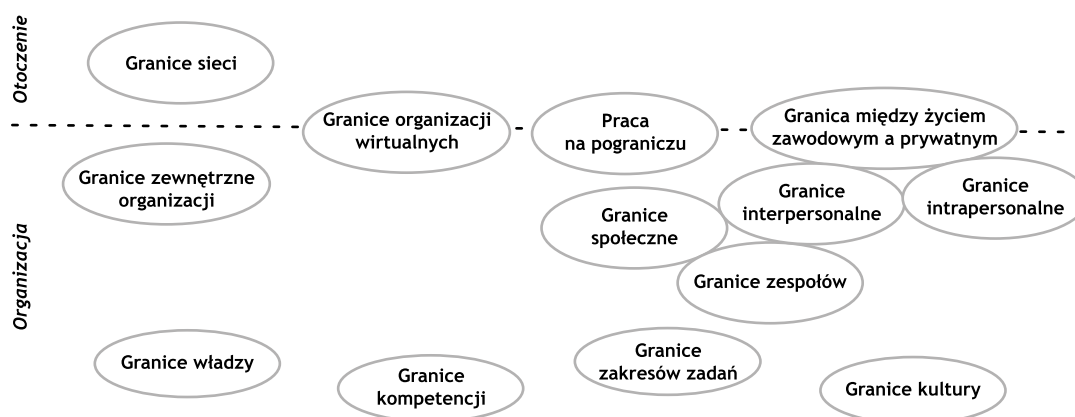 Otoczenie
Granice sieci
Granice organizacji
wirtualnych
Praca
na pograniczu
Granica między życiem
zawodowym a prywatnym
Organizacja
Granice zewnętrzne
organizacji
Granice
społeczne
Granice
interpersonalne
Granice
intrapersonalne
Granice zespołów
Granice władzy
Granice
kompetencji
Granice
zakresów zadań
Granice kultury